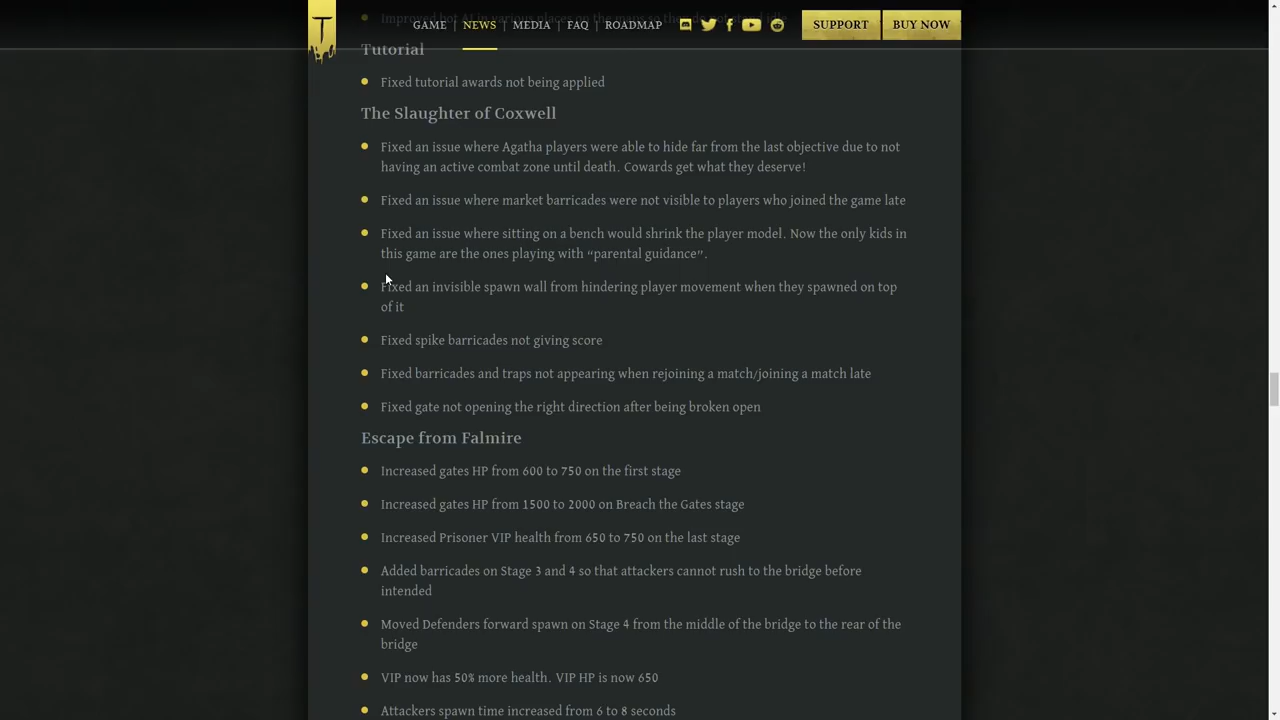 GAME | NEWS | MEDIA | FAQ | ROADMAP
SUPPORT
BUY NOW
Tutorial
Fixed tutorial awards not being applied
The Slaughter of Coxwell
Fixed an issue where Agatha players were able to hide far from the last objective due to not
having an active combat zone until death. Cowards get what they deserve!
Fixed an issue where market barricades were not visible to players who joined the game late
Fixed an issue where sitting on a bench would shrink the player model. Now the only kids in
this game are the ones playing with “parental guidance”.
Fixed an invisible spawn wall from hindering player movement when they spawned on top
of it
Fixed spike barricades not giving score
Fixed barricades and traps not appearing when rejoining a match/joining a match late
Fixed gate not opening the right direction after being broken open
Escape from Falmire
Increased gates HP from 600 to 750 on the first stage
Increased gates HP from 1500 to 2000 on Breach the Gates stage
Increased Prisoner VIP health from 650 to 750 on the last stage
Added barricades on Stage 3 and 4 so that attackers cannot rush to the bridge before
intended
Moved Defenders forward spawn on Stage 4 from the middle of the bridge to the rear of the
bridge
VIP now has 50% more health. VIP HP is now 650
Attackers spawn time increased from 6 to 8 seconds